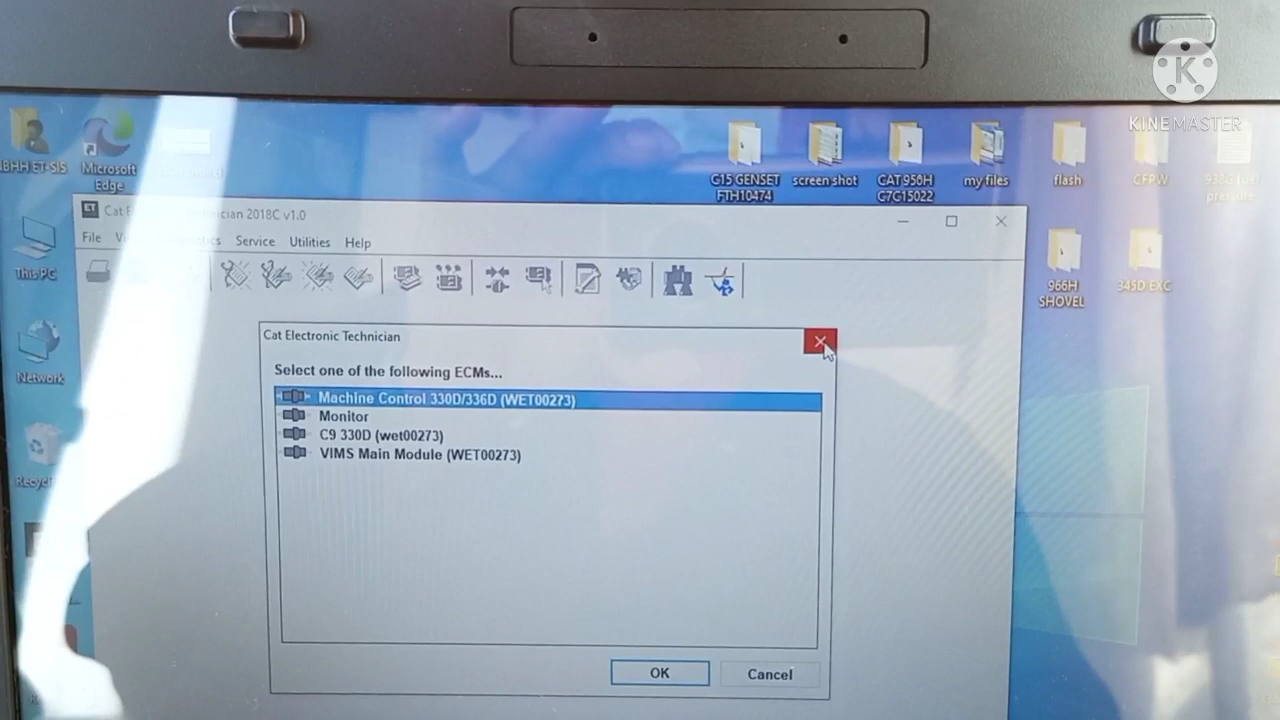 K
KINEMASTER
BHH ET-SIS
Microsoft
Edge
G15 GENSET
FTH10474
screen shot
CAT 950H
G7G15022
my files
flash
CFPW
This PC
966H
SHOVEL
345D EXC
Network
ET
Cat
2018C v1.0
File
Service
Utilities
Help
Cat Electronic Technician
Select one of the following ECMs...
Machine Control 330D/336D (WET00273)
Monitor
C9 330D (wet00273)
VIMS Main Module (WET00273)
OK
Cancel